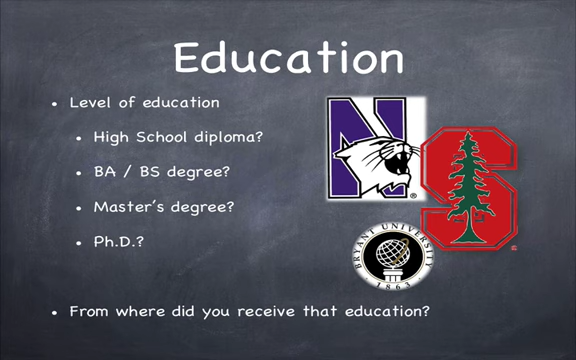 Education
• Level of education
• High School diploma?
• BA / BS degree?
• Master's degree?
• Ph.D.?
N
®
S
®
BRYANT UNIVERSITY
1863
• From where did you receive that education?